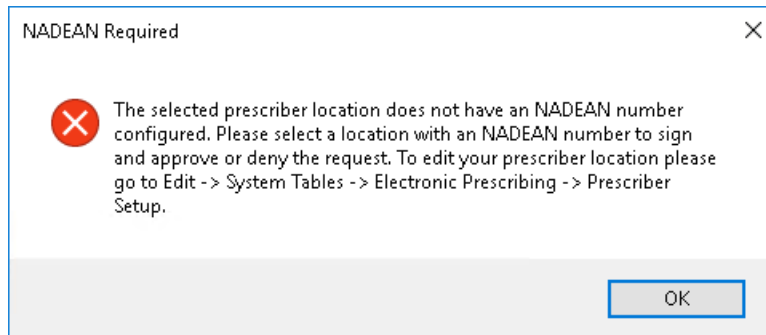 NADEAN Required
The selected prescriber location does not have an NADEAN number
configured. Please select a location with an NADEAN number to sign
and approve or deny the request. To edit your prescriber location please
go to Edit -> System Tables -> Electronic Prescribing -> Prescriber
Setup.
OK